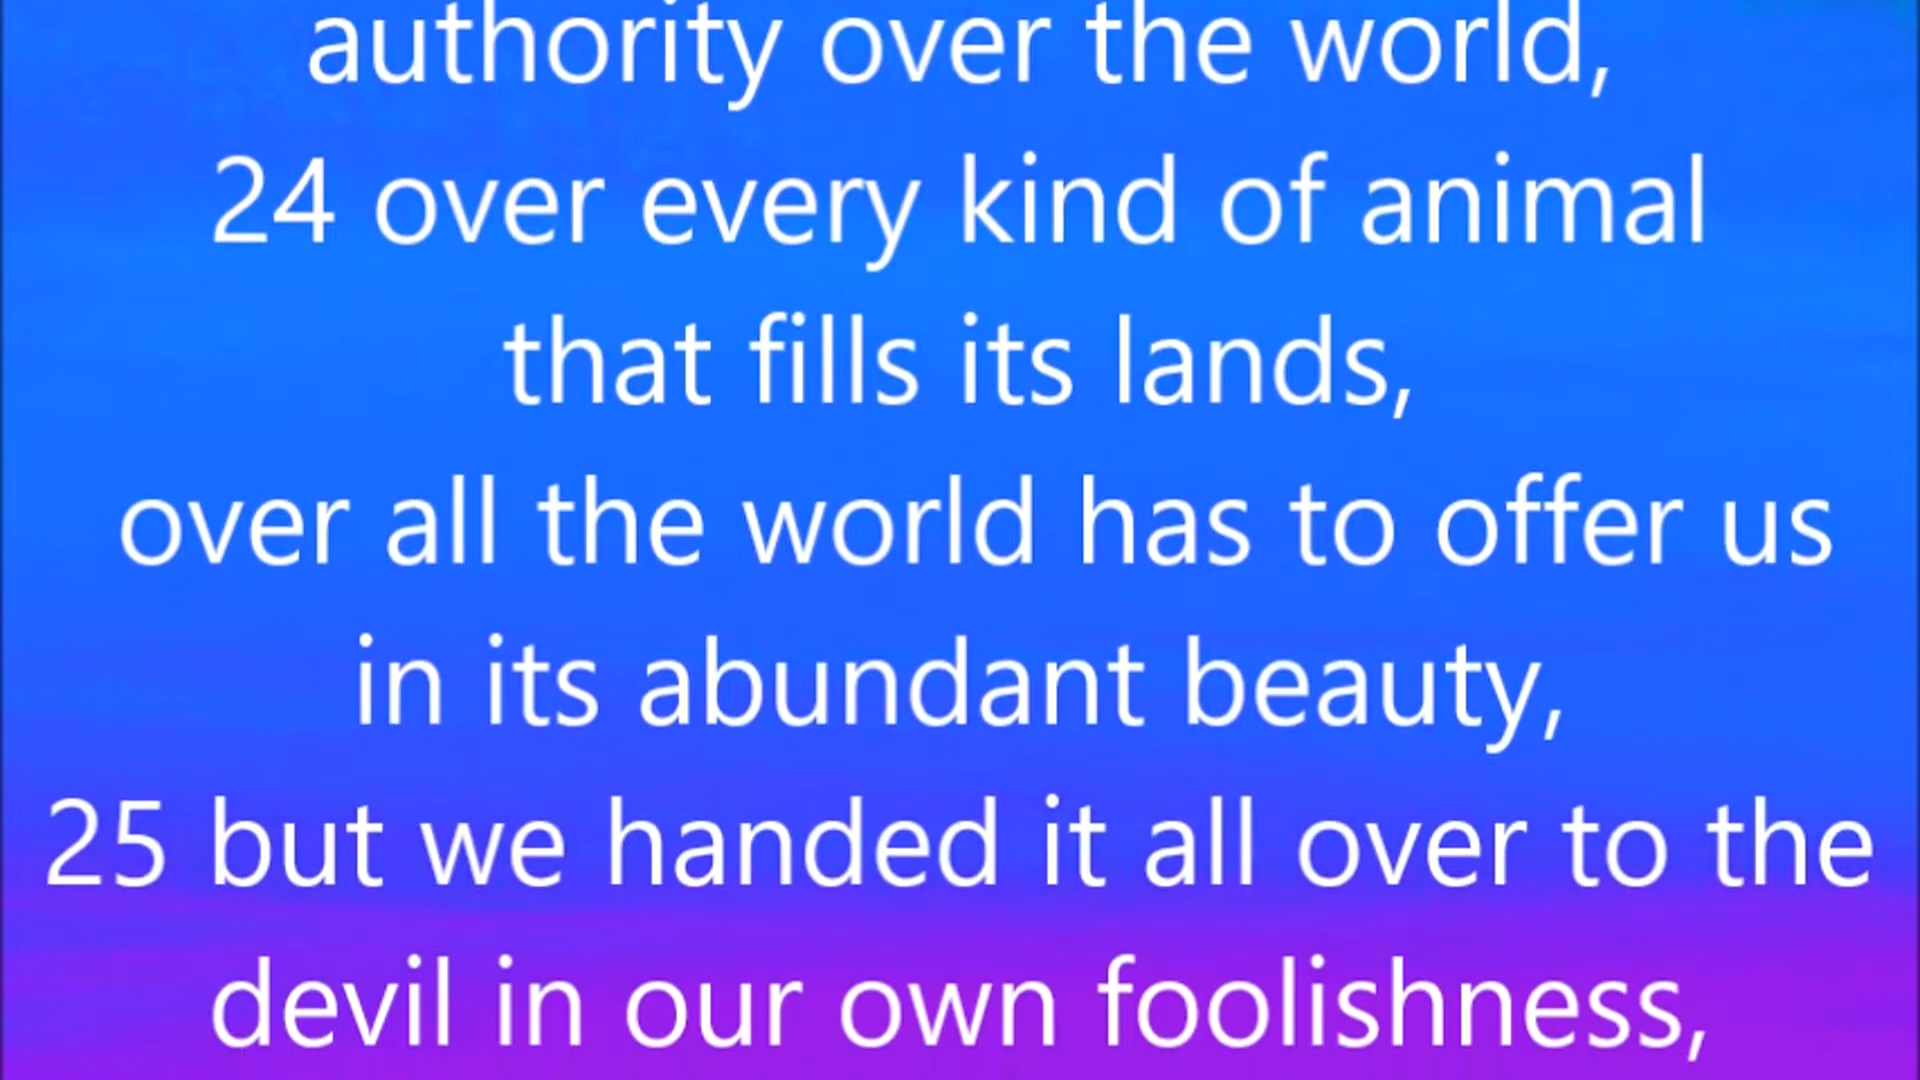 authority over the world,
24 over every kind of animal
that fills its lands,
over all the world has to offer us
in its abundant beauty,
25 but we handed it all over to the
devil in our own foolishness,